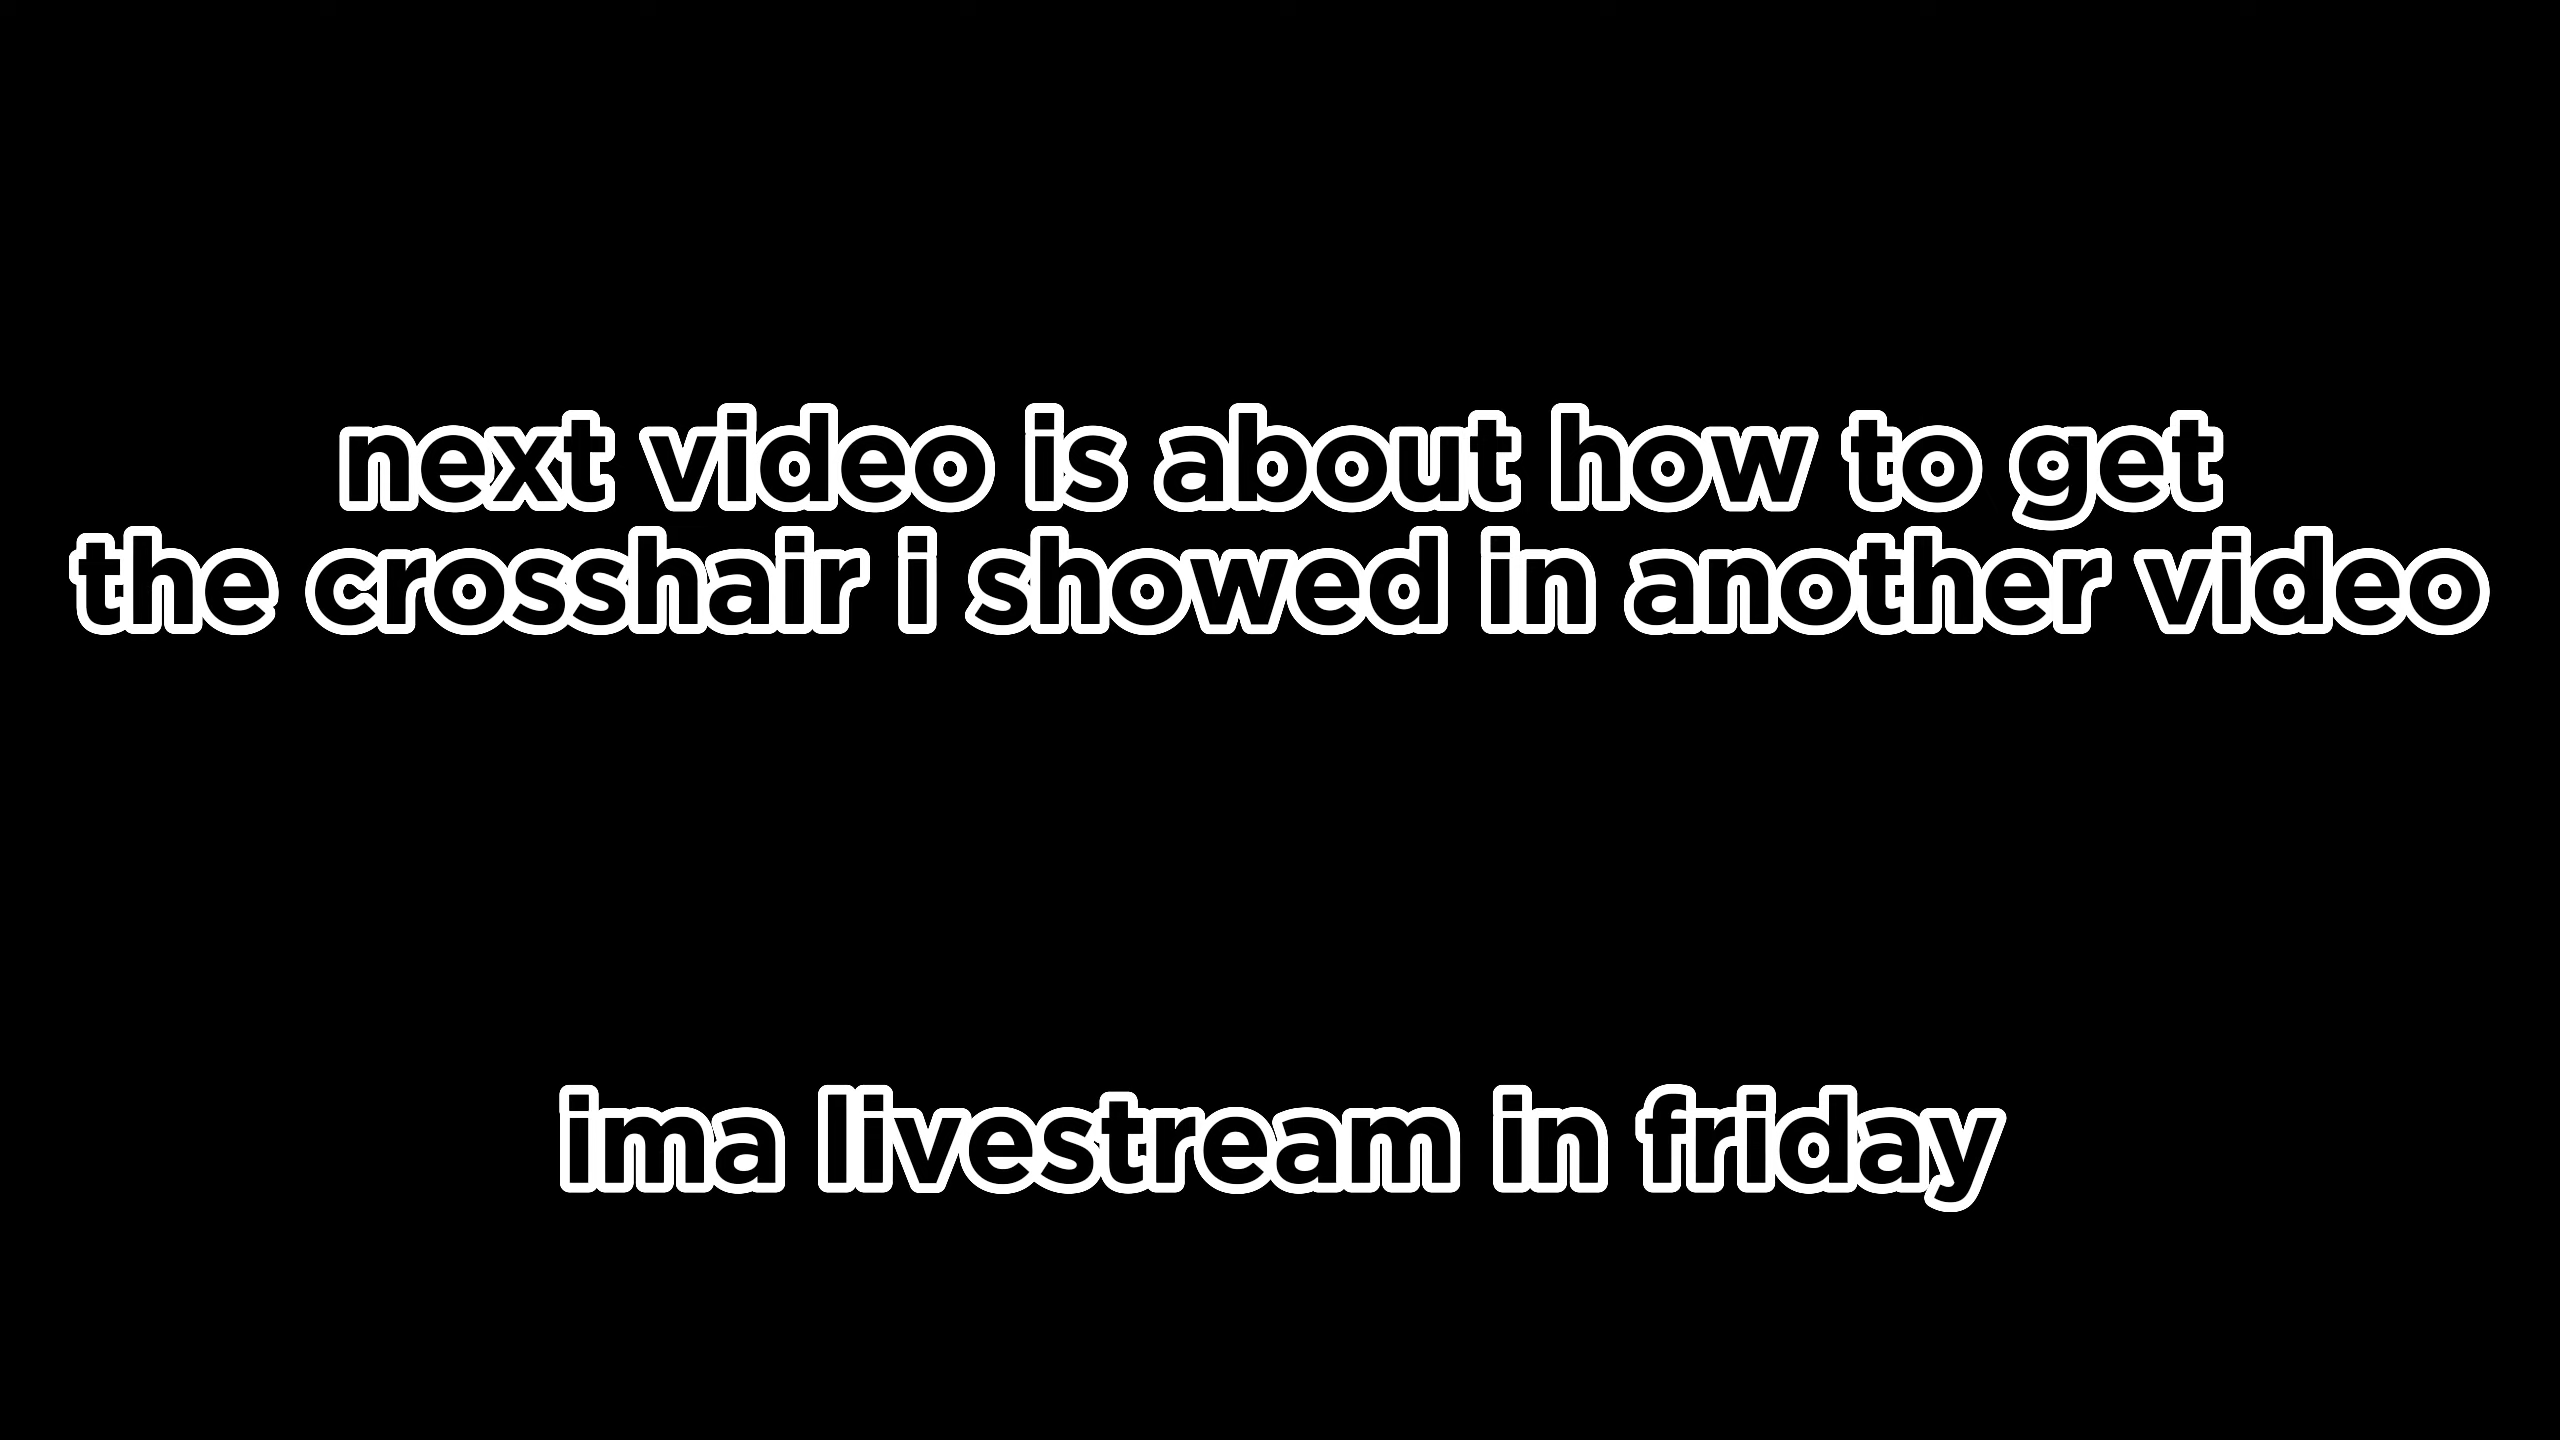 next video is about how to get
the crosshair i showed in another video
ima livestream in friday